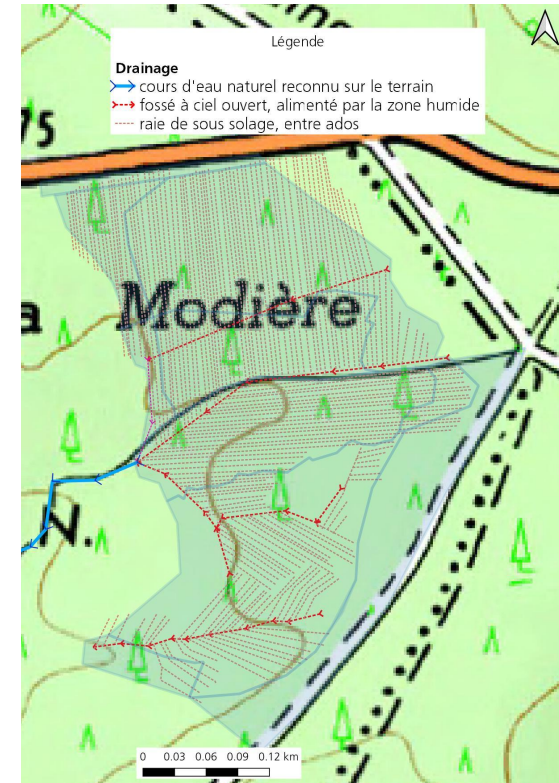 Légende
Drainage
cours d'eau naturel reconnu sur le terrain
fossé à ciel ouvert, alimenté par la zone humide
raie de sous solage, entre ados
75
a Modière
N.
0 0.03 0.06 0.09 0.12 km